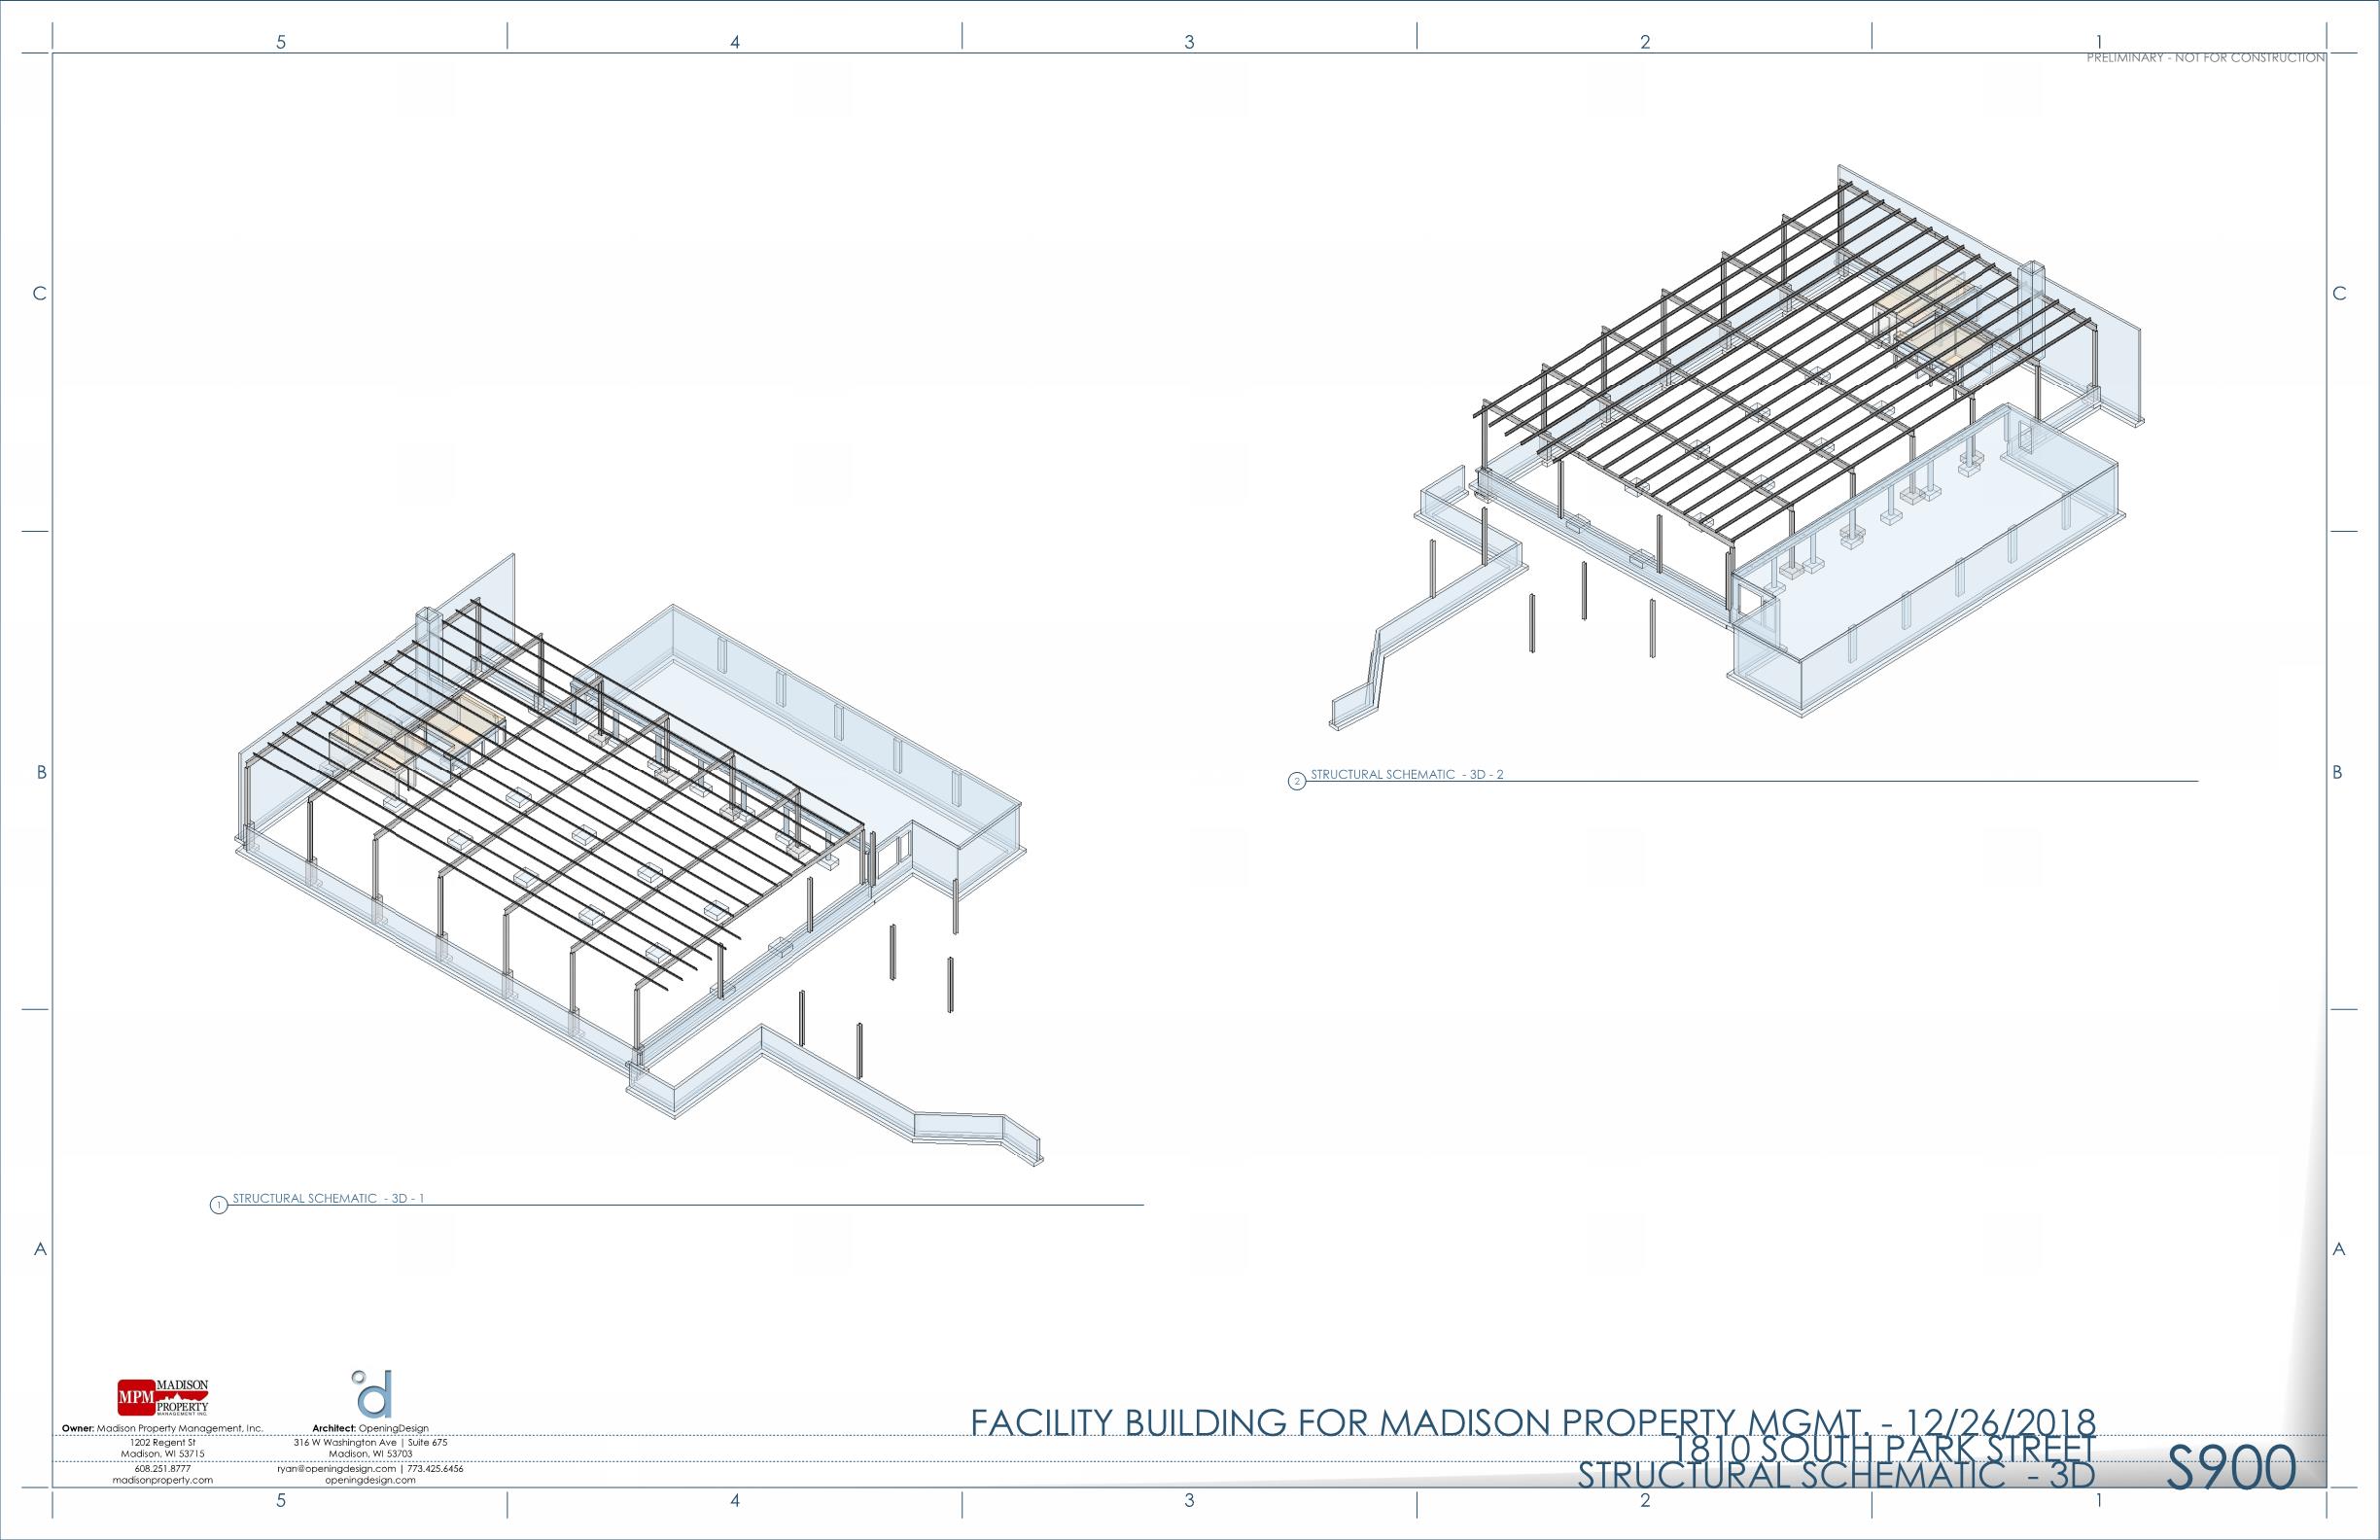 5 4 3 2 1
PRELIMINARY - NOT FOR CONSTRUCTION
C C
B B
2 STRUCTURAL SCHEMATIC - 3D - 2
1 STRUCTURAL SCHEMATIC - 3D - 1
A A
MPM MADISON
PROPERTY
MANAGEMENT INC.
d
Owner: Madison Property Management, Inc.
1202 Regent St
Madison, WI 53715
608.251.8777
madisonproperty.com
Architect: OpeningDesign
316 W Washington Ave | Suite 675
Madison, WI 53703
ryan@openingdesign.com | 773.425.6456
openingdesign.com
FACILITY BUILDING FOR MADISON PROPERTY MGMT. - 12/26/2018
1810 SOUTH PARK STREET
STRUCTURAL SCHEMATIC - 3D
S900
5 4 3 2 1